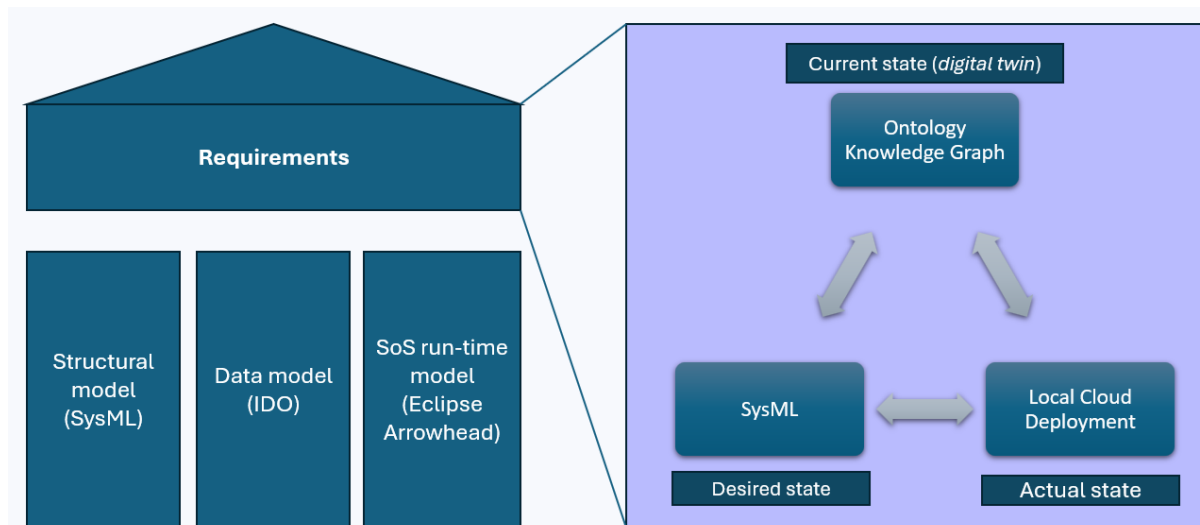 Requirements
Structural
model
(SysML)
Data model
(IDO)
SoS run-time
model
(Eclipse
Arrowhead)
Current state (digital twin)
Ontology
Knowledge Graph
SysML
Local Cloud
Deployment
Desired state
Actual state